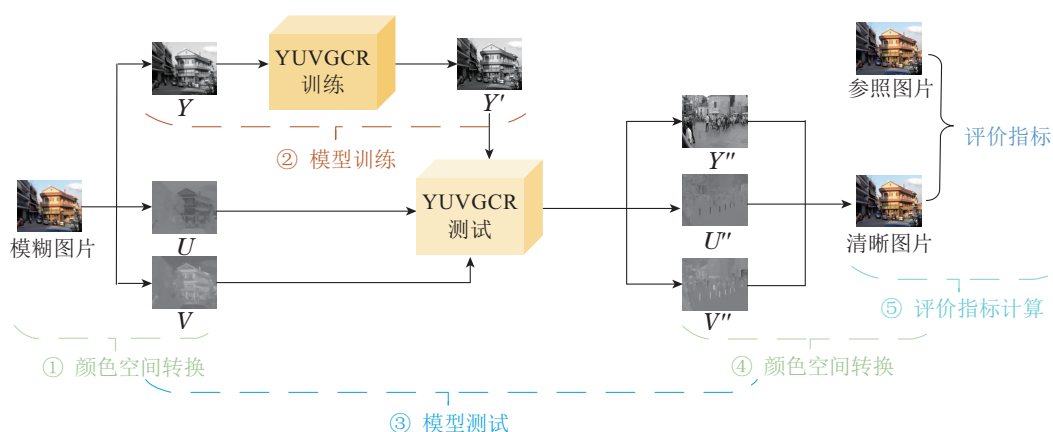 YUVGCR
训练
Y
Y′
② 模型训练
模糊图片
U
V
① 颜色空间转换
YUVGCR
测试
③ 模型测试
Y″
U″
V″
④ 颜色空间转换
参照图片
评价指标
清晰图片
⑤ 评价指标计算